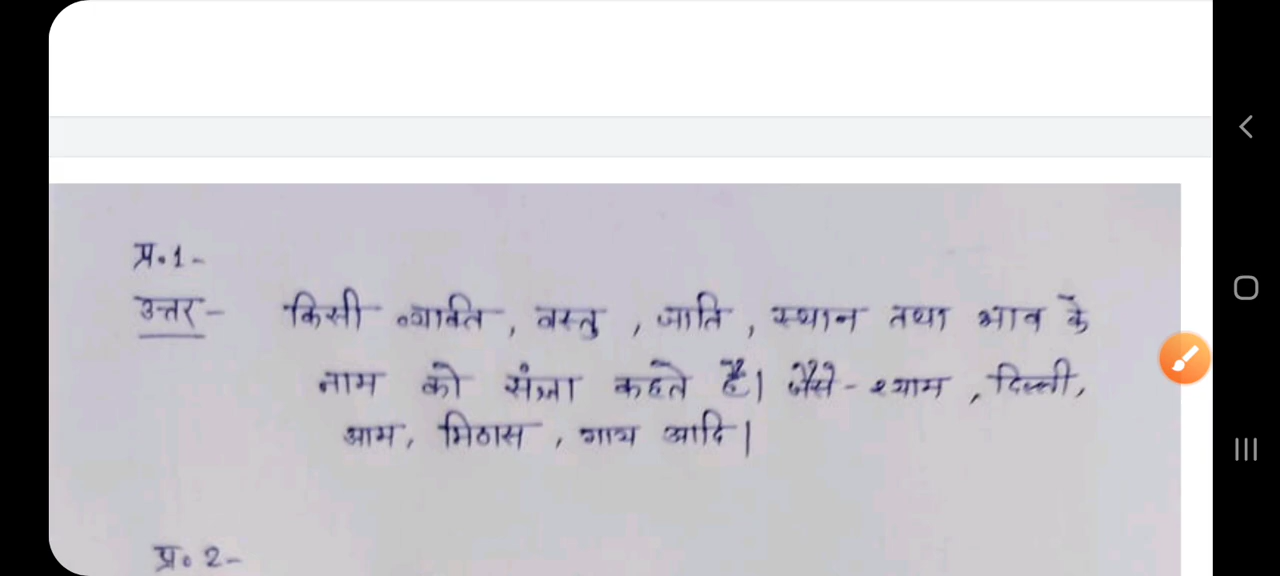 प्र.1-
उत्तर- किसी व्यक्ति, वस्तु, जाति, स्थान तथा भाव के
नाम को संज्ञा कहते हैं। जैसे- श्याम, दिल्ली,
आम, मिठास, गाय आदि।
प्र. 2-